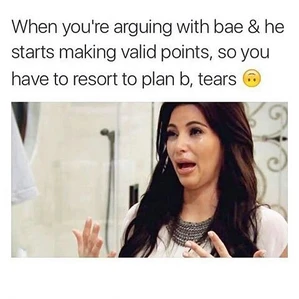 When you're arguing with bae & he
starts making valid points, so you
have to resort to plan b, tears 🙃